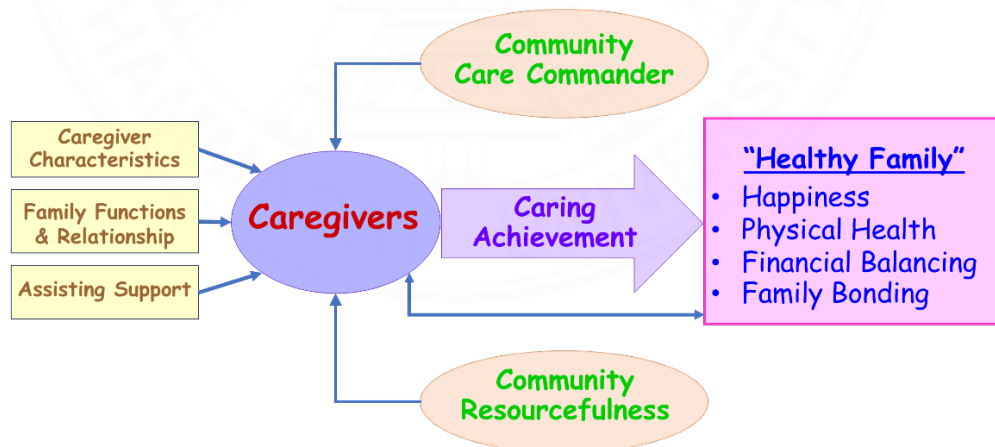 Community
Care Commander
Caregiver
Characteristics
Family Functions
& Relationship
Assisting Support
Caregivers
Caring
Achievement
“Healthy Family”
• Happiness
• Physical Health
• Financial Balancing
• Family Bonding
Community
Resourcefulness